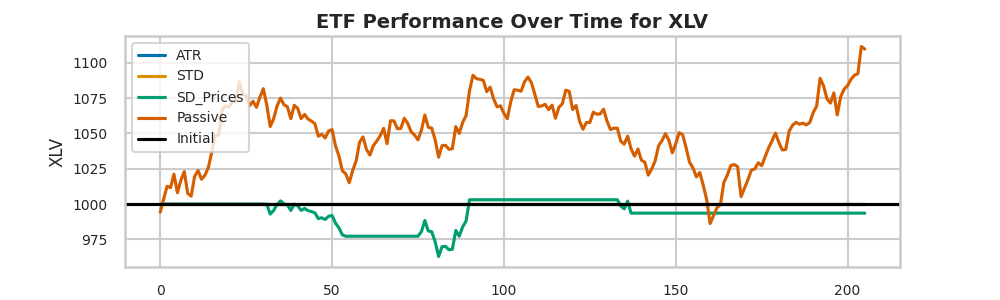 ETF Performance Over Time for XLV
XLV
1100
1075
1050
1025
1000
975
ATR
STD
SD_Prices
Passive
Initial
0
50
100
150
200